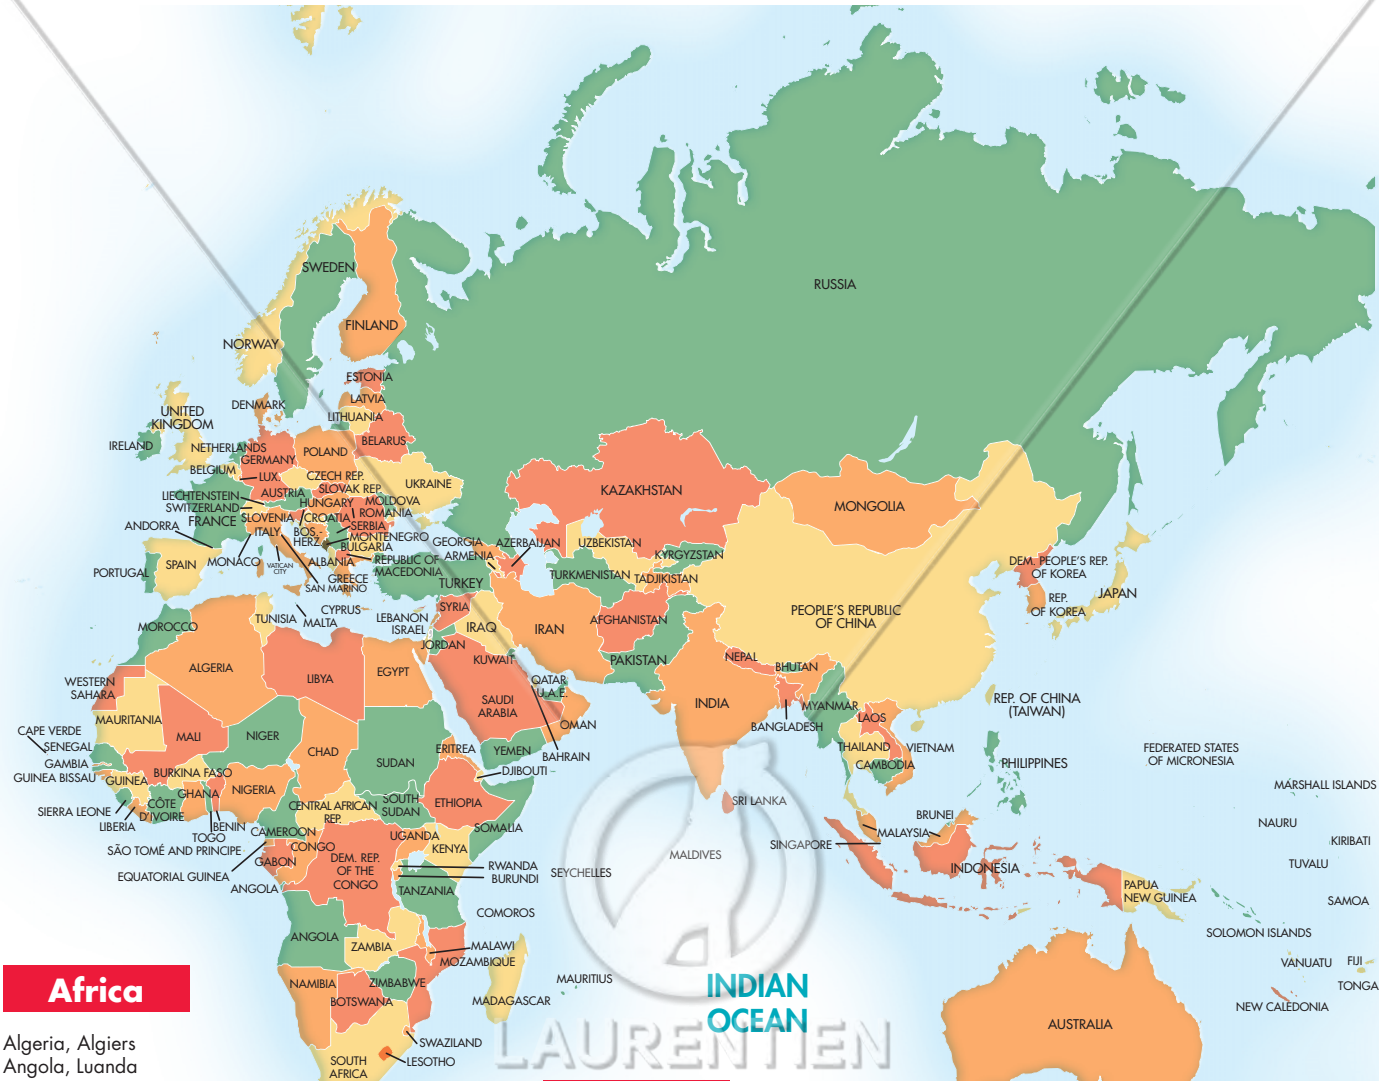 RUSSIA
SWEDEN
FINLAND
NORWAY
ESTONIA
LATVIA
LITHUANIA
DENMARK
UNITED
KINGDOM
IRELAND
NETHERLANDS
GERMANY
POLAND
BELARUS
BELGIUM
LUX.
CZECH REP.
UKRAINE
SLOVAK REP.
LIECHTENSTEIN
AUSTRIA
SWITZERLAND
HUNGARY
MOLDOVA
FRANCE
SLOVENIA
CROATIA
ROMANIA
ANDORRA
ITALY
BOS.-
HERZ.
SERBIA
MONTENEGRO
BULGARIA
MONACO
VATICAN
CITY
ALBANIA
REPUBLIC OF
MACEDONIA
PORTUGAL
SPAIN
GREECE
SAN MARINO
TURKEY
GEORGIA
ARMENIA
AZERBAIJAN
KAZAKHSTAN
MONGOLIA
UZBEKISTAN
KYRGYZSTAN
TURKMENISTAN
TADJIKISTAN
DEM. PEOPLE'S REP.
OF KOREA
REP.
OF KOREA
JAPAN
PEOPLE'S REPUBLIC
OF CHINA
MOROCCO
TUNISIA
MALTA
CYPRUS
LEBANON
ISRAEL
SYRIA
IRAQ
IRAN
AFGHANISTAN
JORDAN
KUWAIT
PAKISTAN
NEPAL
BHUTAN
ALGERIA
LIBYA
EGYPT
SAUDI
ARABIA
QATAR
U.A.E.
OMAN
BAHRAIN
INDIA
BANGLADESH
MYANMAR
LAOS
THAILAND
VIETNAM
CAMBODIA
REP. OF CHINA
(TAIWAN)
PHILIPPINES
FEDERATED STATES
OF MICRONESIA
MARSHALL ISLANDS
WESTERN
SAHARA
MAURITANIA
MALI
NIGER
CHAD
SUDAN
ERITREA
YEMEN
DJIBOUTI
CAPE VERDE
SENEGAL
GAMBIA
GUINEA BISSAU
GUINEA
BURKINA FASO
GHANA
NIGERIA
SIERRA LEONE
CÔTE
D'IVOIRE
LIBERIA
TOGO
BENIN
CAMEROON
CENTRAL AFRICAN
REP.
SOUTH
SUDAN
ETHIOPIA
SOMALIA
SÃO TOMÉ AND PRINCIPE
EQUATORIAL GUINEA
GABON
CONGO
DEM. REP.
OF THE
CONGO
UGANDA
KENYA
RWANDA
BURUNDI
TANZANIA
SEYCHELLES
ANGOLA
COMOROS
ANGOLA
ZAMBIA
MALAWI
MOZAMBIQUE
NAMIBIA
ZIMBABWE
BOTSWANA
MADAGASCAR
MAURITIUS
SWAZILAND
LESOTHO
SOUTH
AFRICA
SRI LANKA
MALDIVES
SINGAPORE
MALAYSIA
BRUNEI
INDONESIA
PAPUA
NEW GUINEA
NAURU
KIRIBATI
TUVALU
SAMOA
SOLOMON ISLANDS
VANUATU
FIJI
TONGA
NEW CALEDONIA
AUSTRALIA
INDIAN
OCEAN
LAURENTIEN
Africa
Algeria, Algiers
Angola, Luanda